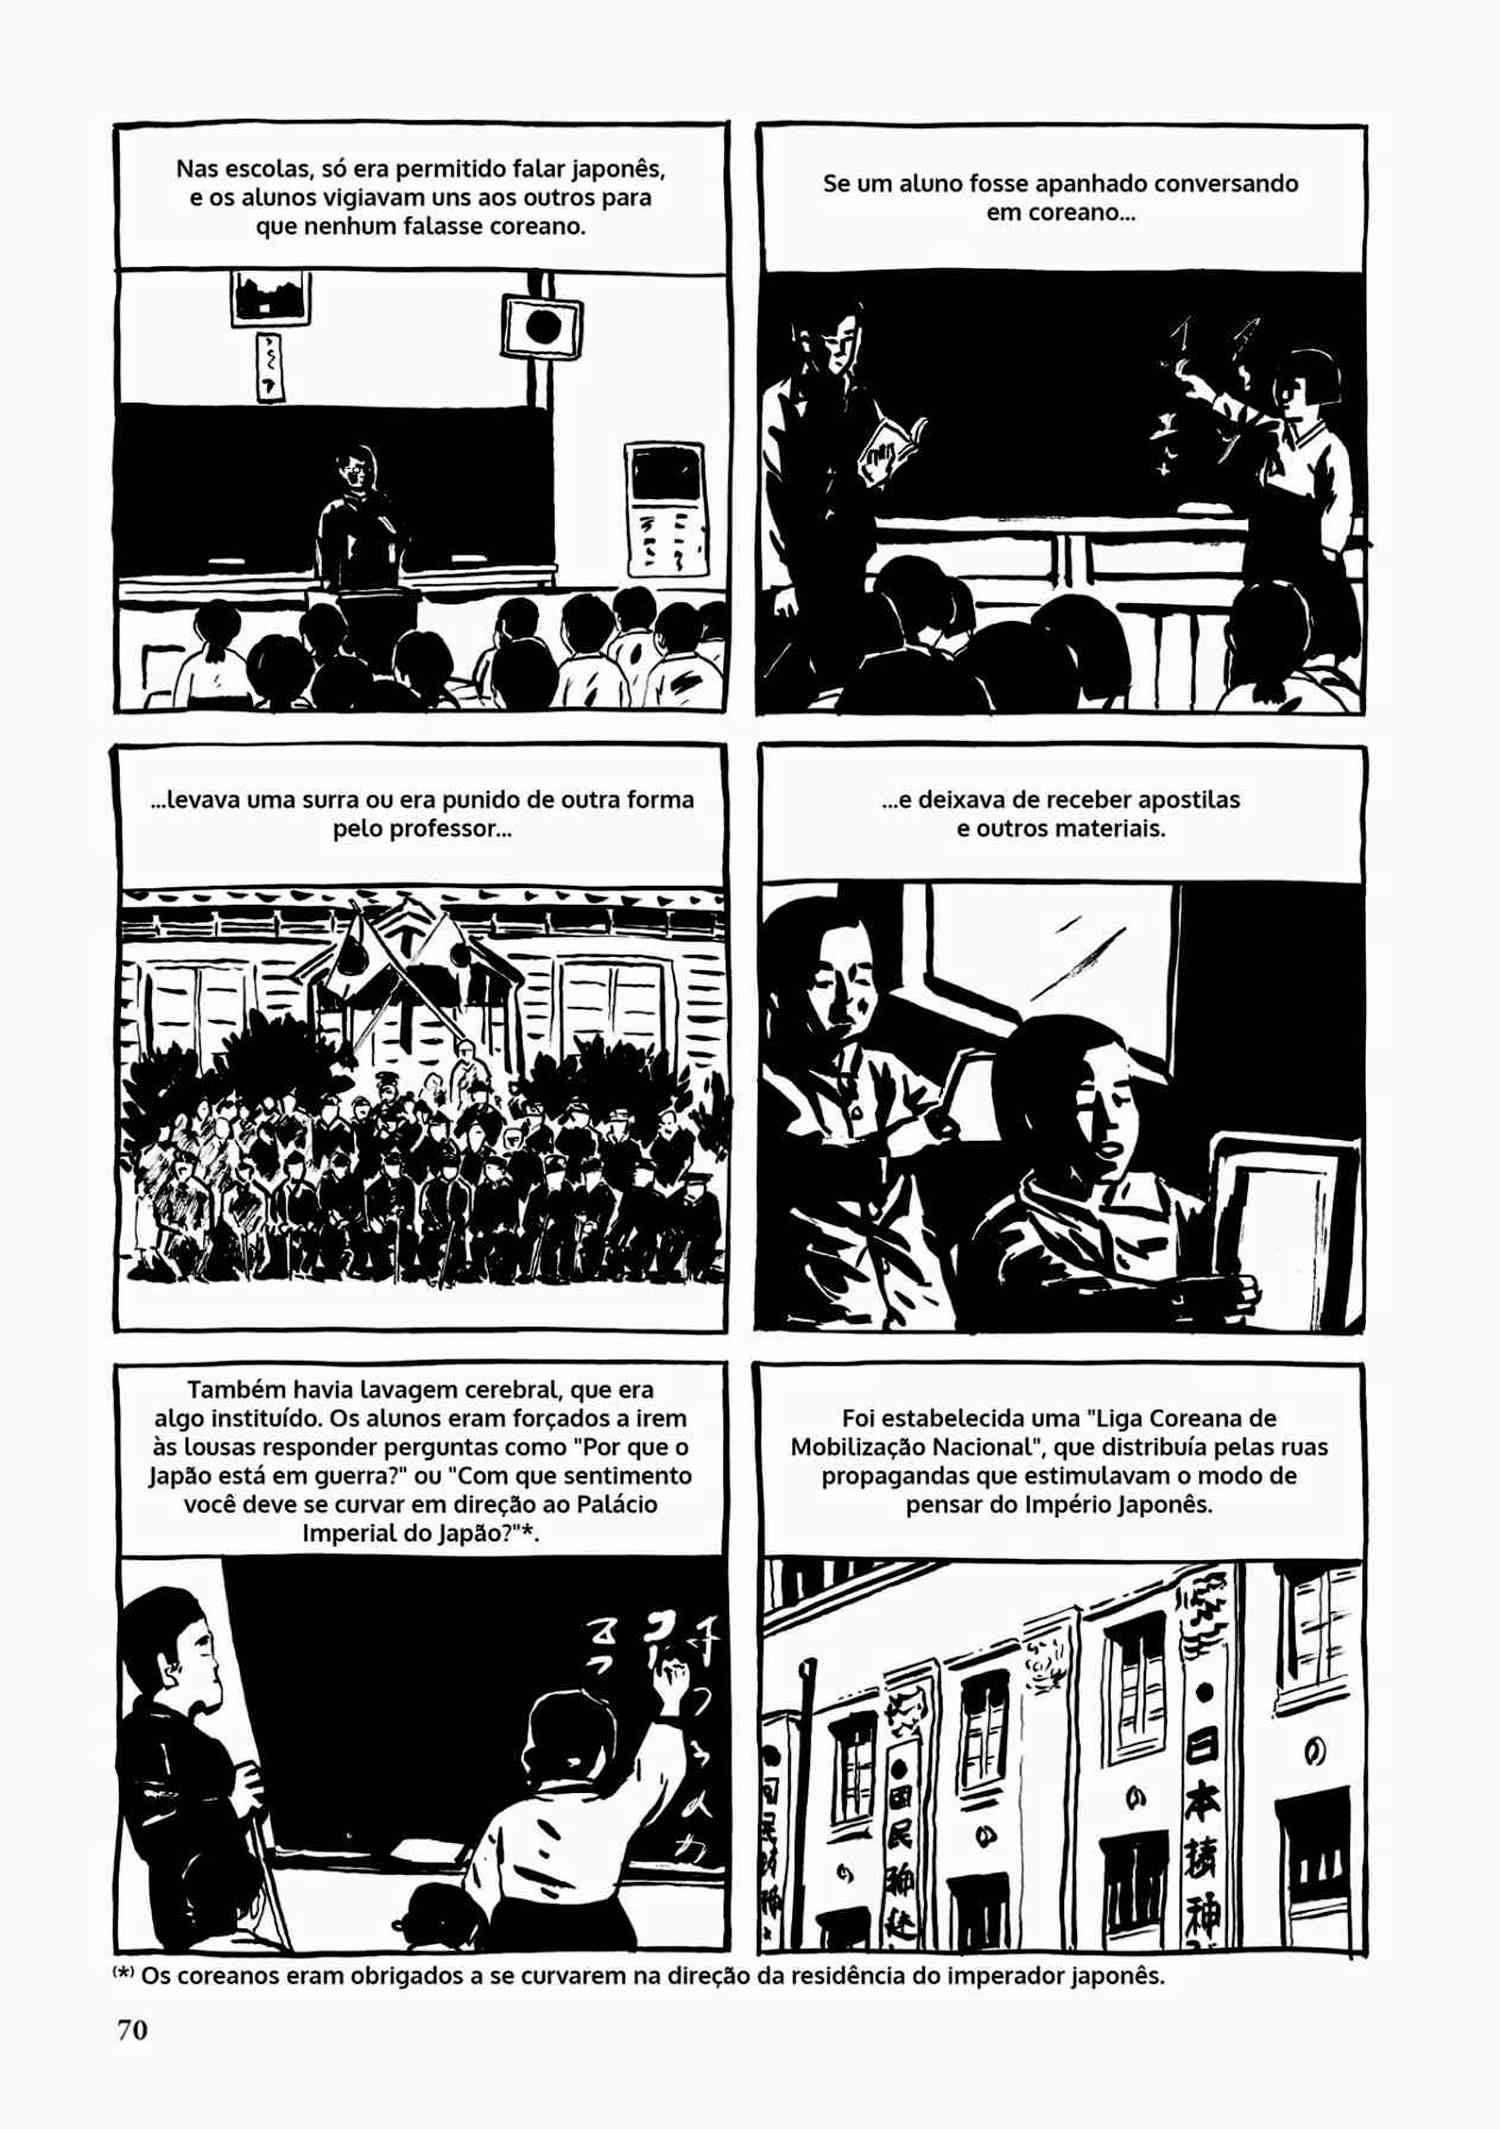 Nas escolas, só era permitido falar japonês,
e os alunos vigiavam uns aos outros para
que nenhum falasse coreano.
Se um aluno fosse apanhado conversando
em coreano...
...levava uma surra ou era punido de outra forma
pelo professor...
...e deixava de receber apostilas
e outros materiais.
Também havia lavagem cerebral, que era
algo instituído. Os alunos eram forçados a irem
às lousas responder perguntas como "Por que o
Japão está em guerra?" ou "Com que sentimento
você deve se curvar em direção ao Palácio
Imperial do Japão?"*.
Foi estabelecida uma "Liga Coreana de
Mobilização Nacional", que distribuía pelas ruas
propagandas que estimulavam o modo de
pensar do Império Japonês.
国民
日本精神
(*) Os coreanos eram obrigados a se curvarem na direção da residência do imperador japonês.
70